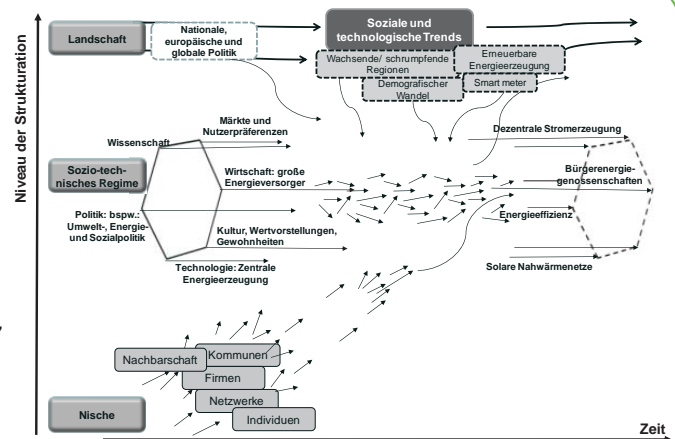 Niveau der Strukturation
Landschaft
Nationale,
europäische und
globale Politik
Soziale und
technologische Trends
Wachsende/ schrumpfende
Regionen
Erneuerbare
Energieerzeugung
Demografischer
Wandel
Smart meter
Märkte und
Nutzerpräferenzen
Wissenschaft
Dezentrale Stromerzeugung
Sozio-tech-
nisches Regime
Wirtschaft: große
Energieversorger
Bürgerenergie-
genossenschaften
Politik: bspw.:
Umwelt-, Energie-
und Sozialpolitik
Energieeffizienz
Kultur, Wertvorstellungen,
Gewohnheiten
Technologie: Zentrale
Energieerzeugung
Solare Nahwärmenetze
Nachbarschaft
Kommunen
Firmen
Netzwerke
Individuen
Nische
Zeit